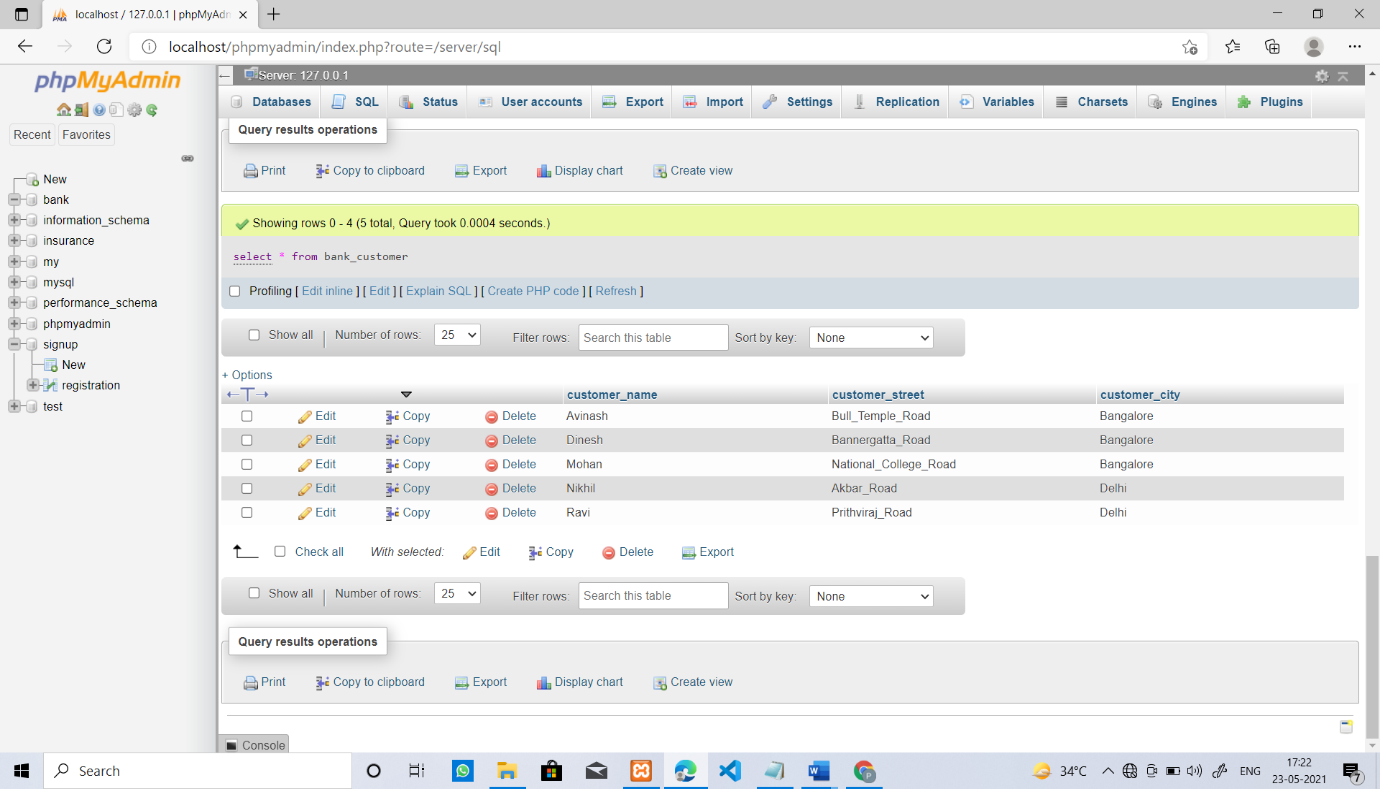 localhost / 127.0.0.1 | phpMyAdm
localhost/phpmyadmin/index.php?route=/server/sql
phpMyAdmin
Recent Favorites
New
bank
information_schema
insurance
my
mysql
performance_schema
phpmyadmin
signup
New
registration
test
Server: 127.0.0.1
Databases SQL Status User accounts Export Import Settings Replication Variables Charsets Engines Plugins
Query results operations
Print Copy to clipboard Export Display chart Create view
Showing rows 0 - 4 (5 total, Query took 0.0004 seconds.)
select * from bank_customer
Profiling [ Edit inline ] [ Edit ] [ Explain SQL ] [ Create PHP code ] [ Refresh ]
Show all | Number of rows: 25 Filter rows: Search this table Sort by key: None
+ Options
←T→ customer_name customer_street customer_city
Edit Copy Delete Avinash Bull_Temple_Road Bangalore
Edit Copy Delete Dinesh Bannergatta_Road Bangalore
Edit Copy Delete Mohan National_College_Road Bangalore
Edit Copy Delete Nikhil Akbar_Road Delhi
Edit Copy Delete Ravi Prithviraj_Road Delhi
Check all With selected: Edit Copy Delete Export
Show all | Number of rows: 25 Filter rows: Search this table Sort by key: None
Query results operations
Print Copy to clipboard Export Display chart Create view
Console
Search
34°C ENG 17:22
23-05-2021
7